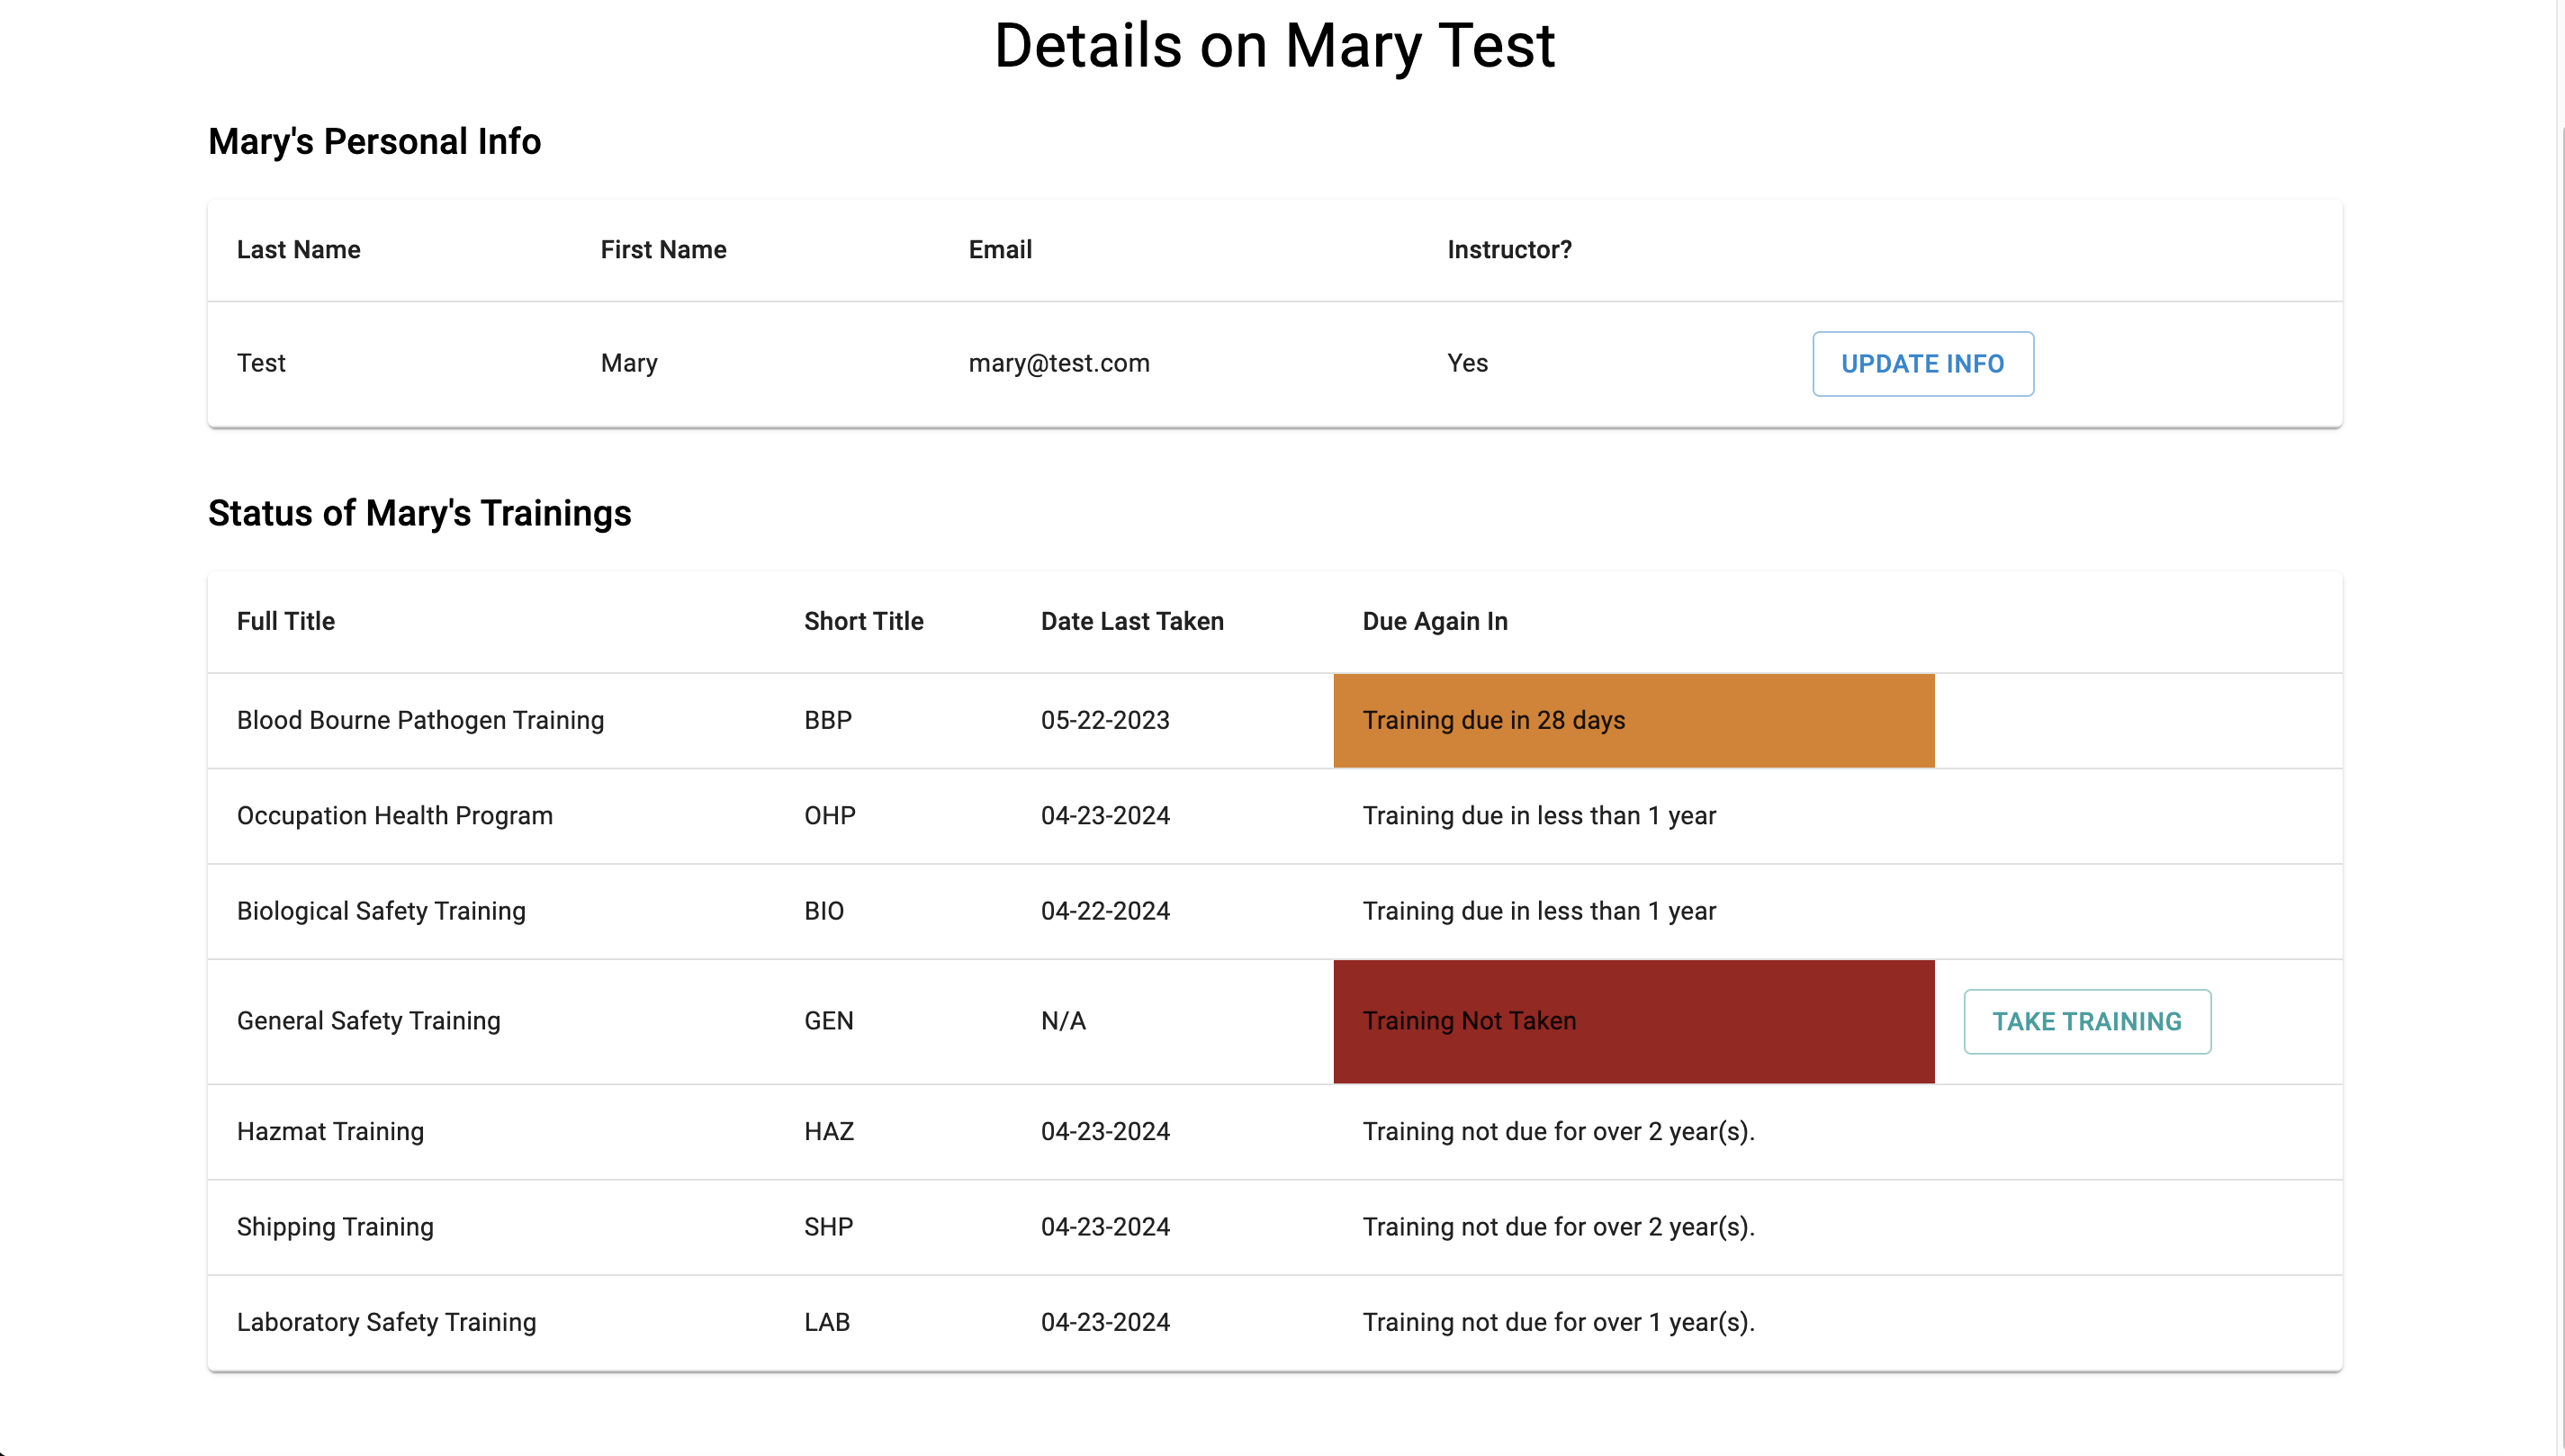 Details on Mary Test
Mary's Personal Info
Last Name First Name Email Instructor?
Test Mary mary@test.com Yes UPDATE INFO
Status of Mary's Trainings
Full Title Short Title Date Last Taken Due Again In
Blood Bourne Pathogen Training BBP 05-22-2023 Training due in 28 days
Occupation Health Program OHP 04-23-2024 Training due in less than 1 year
Biological Safety Training BIO 04-22-2024 Training due in less than 1 year
General Safety Training GEN N/A Training Not Taken TAKE TRAINING
Hazmat Training HAZ 04-23-2024 Training not due for over 2 year(s).
Shipping Training SHP 04-23-2024 Training not due for over 2 year(s).
Laboratory Safety Training LAB 04-23-2024 Training not due for over 1 year(s).